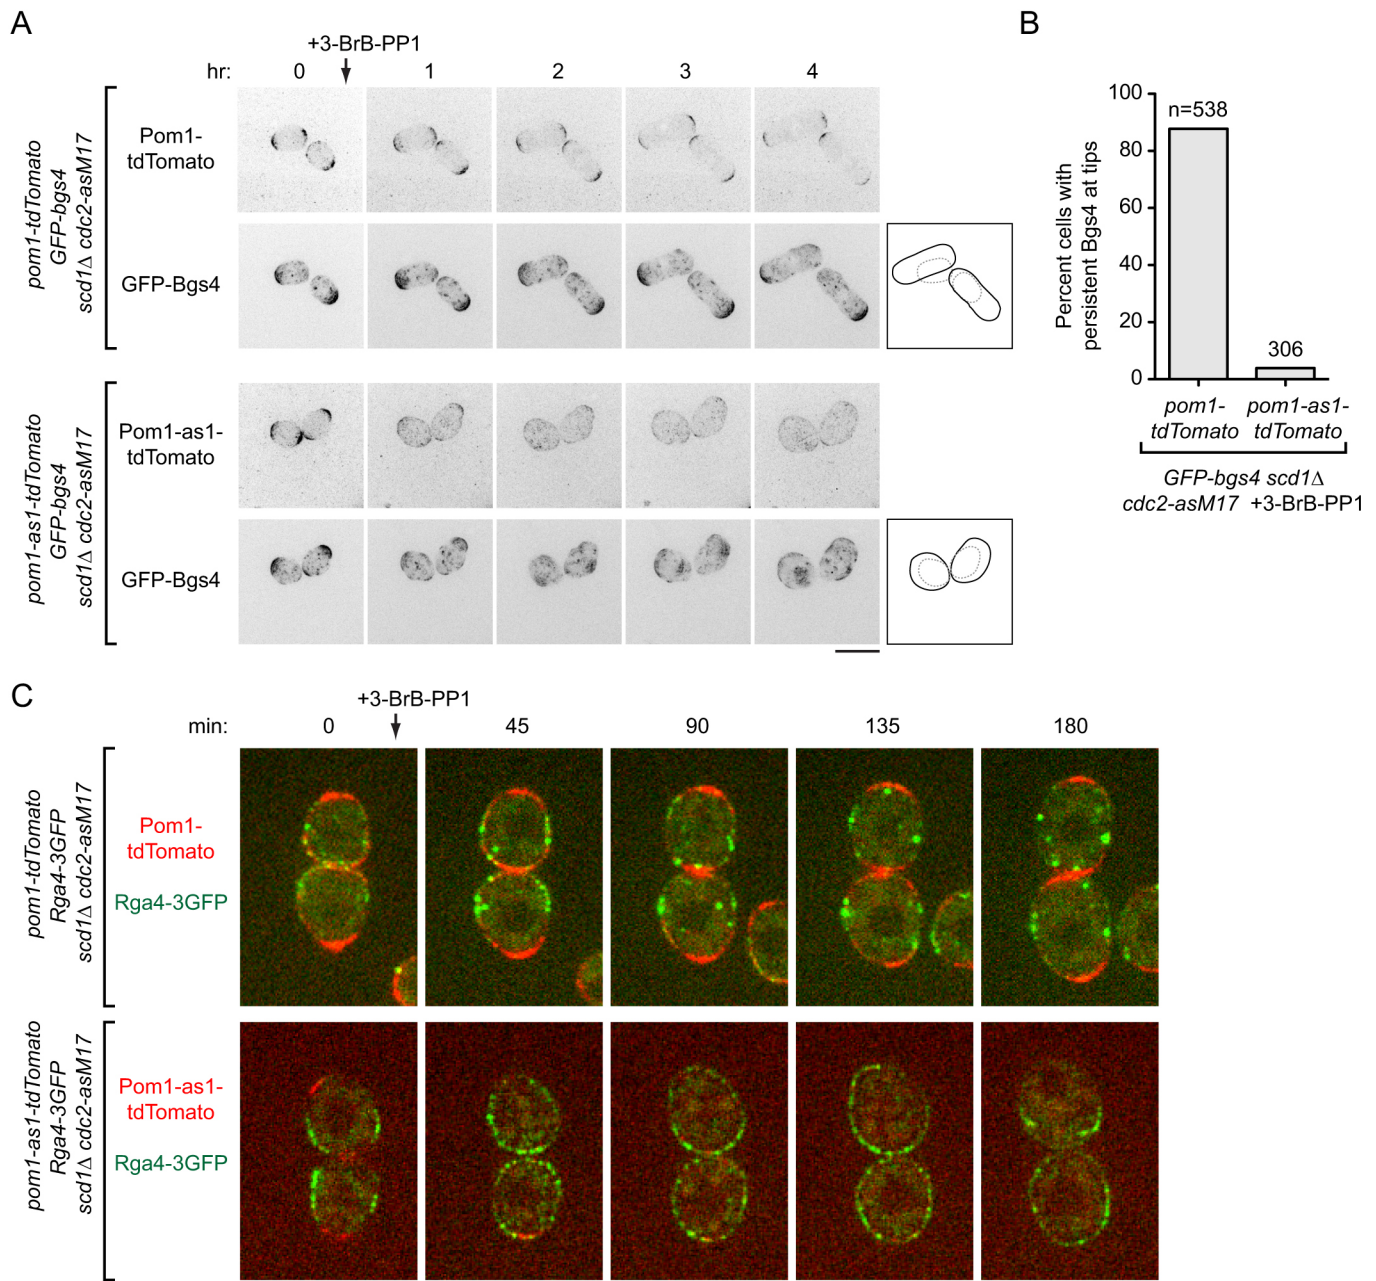 A
+3-BrB-PP1
hr: 0 1 2 3 4
pom1-tdTomato
GFP-bgs4
scd1Δ cdc2-asM17
Pom1-
tdTomato
GFP-Bgs4
pom1-as1-tdTomato
GFP-bgs4
scd1Δ cdc2-asM17
Pom1-as1-
tdTomato
GFP-Bgs4
B
Percent cells with
persistent Bgs4 at tips
100
80
60
40
20
0
n=538
306
pom1-
tdTomato
pom1-as1-
tdTomato
GFP-bgs4 scd1Δ
cdc2-asM17 +3-BrB-PP1
C
+3-BrB-PP1
min: 0 45 90 135 180
pom1-tdTomato
Rga4-3GFP
scd1Δ cdc2-asM17
Pom1-
tdTomato
Rga4-3GFP
pom1-as1-tdTomato
Rga4-3GFP
scd1Δ cdc2-asM17
Pom1-as1-
tdTomato
Rga4-3GFP